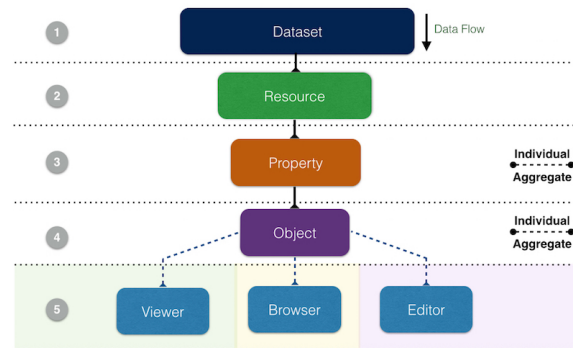 1
Dataset
Data Flow
2
Resource
3
Property
Individual
Aggregate
4
Object
Individual
Aggregate
5
Viewer
Browser
Editor